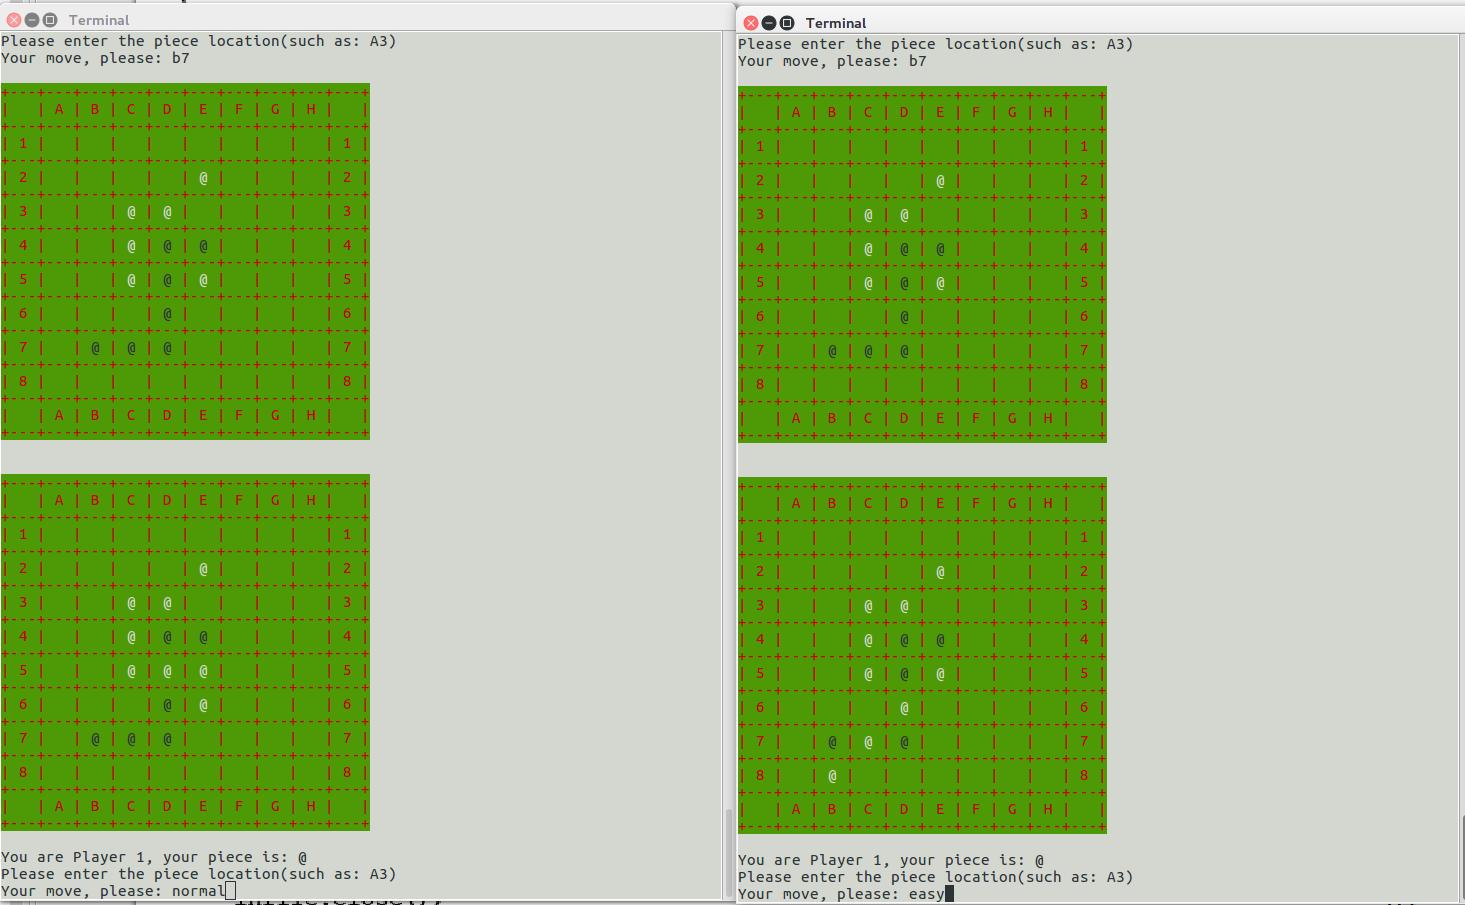 Terminal
Please enter the piece location(such as: A3)
Your move, please: b7
+---+---+---+---+---+---+---+---+---+---+
|   | A | B | C | D | E | F | G | H |   |
+---+---+---+---+---+---+---+---+---+---+
| 1 |   |   |   |   |   |   |   |   | 1 |
+---+---+---+---+---+---+---+---+---+---+
| 2 |   |   |   |   | @ |   |   |   | 2 |
+---+---+---+---+---+---+---+---+---+---+
| 3 |   |   | @ | @ |   |   |   |   | 3 |
+---+---+---+---+---+---+---+---+---+---+
| 4 |   |   | @ | @ | @ |   |   |   | 4 |
+---+---+---+---+---+---+---+---+---+---+
| 5 |   |   | @ | @ | @ |   |   |   | 5 |
+---+---+---+---+---+---+---+---+---+---+
| 6 |   |   |   | @ |   |   |   |   | 6 |
+---+---+---+---+---+---+---+---+---+---+
| 7 |   | @ | @ | @ |   |   |   |   | 7 |
+---+---+---+---+---+---+---+---+---+---+
| 8 |   |   |   |   |   |   |   |   | 8 |
+---+---+---+---+---+---+---+---+---+---+
|   | A | B | C | D | E | F | G | H |   |
+---+---+---+---+---+---+---+---+---+---+
+---+---+---+---+---+---+---+---+---+---+
|   | A | B | C | D | E | F | G | H |   |
+---+---+---+---+---+---+---+---+---+---+
| 1 |   |   |   |   |   |   |   |   | 1 |
+---+---+---+---+---+---+---+---+---+---+
| 2 |   |   |   |   | @ |   |   |   | 2 |
+---+---+---+---+---+---+---+---+---+---+
| 3 |   |   | @ | @ |   |   |   |   | 3 |
+---+---+---+---+---+---+---+---+---+---+
| 4 |   |   | @ | @ | @ |   |   |   | 4 |
+---+---+---+---+---+---+---+---+---+---+
| 5 |   |   | @ | @ | @ |   |   |   | 5 |
+---+---+---+---+---+---+---+---+---+---+
| 6 |   |   |   | @ | @ |   |   |   | 6 |
+---+---+---+---+---+---+---+---+---+---+
| 7 |   | @ | @ | @ |   |   |   |   | 7 |
+---+---+---+---+---+---+---+---+---+---+
| 8 |   |   |   |   |   |   |   |   | 8 |
+---+---+---+---+---+---+---+---+---+---+
|   | A | B | C | D | E | F | G | H |   |
+---+---+---+---+---+---+---+---+---+---+
You are Player 1, your piece is: @
Please enter the piece location(such as: A3)
Your move, please: normal
Terminal
Please enter the piece location(such as: A3)
Your move, please: b7
+---+---+---+---+---+---+---+---+---+---+
|   | A | B | C | D | E | F | G | H |   |
+---+---+---+---+---+---+---+---+---+---+
| 1 |   |   |   |   |   |   |   |   | 1 |
+---+---+---+---+---+---+---+---+---+---+
| 2 |   |   |   |   | @ |   |   |   | 2 |
+---+---+---+---+---+---+---+---+---+---+
| 3 |   |   | @ | @ |   |   |   |   | 3 |
+---+---+---+---+---+---+---+---+---+---+
| 4 |   |   | @ | @ | @ |   |   |   | 4 |
+---+---+---+---+---+---+---+---+---+---+
| 5 |   |   | @ | @ | @ |   |   |   | 5 |
+---+---+---+---+---+---+---+---+---+---+
| 6 |   |   |   | @ |   |   |   |   | 6 |
+---+---+---+---+---+---+---+---+---+---+
| 7 |   | @ | @ | @ |   |   |   |   | 7 |
+---+---+---+---+---+---+---+---+---+---+
| 8 |   |   |   |   |   |   |   |   | 8 |
+---+---+---+---+---+---+---+---+---+---+
|   | A | B | C | D | E | F | G | H |   |
+---+---+---+---+---+---+---+---+---+---+
+---+---+---+---+---+---+---+---+---+---+
|   | A | B | C | D | E | F | G | H |   |
+---+---+---+---+---+---+---+---+---+---+
| 1 |   |   |   |   |   |   |   |   | 1 |
+---+---+---+---+---+---+---+---+---+---+
| 2 |   |   |   |   | @ |   |   |   | 2 |
+---+---+---+---+---+---+---+---+---+---+
| 3 |   |   | @ | @ |   |   |   |   | 3 |
+---+---+---+---+---+---+---+---+---+---+
| 4 |   |   | @ | @ | @ |   |   |   | 4 |
+---+---+---+---+---+---+---+---+---+---+
| 5 |   |   | @ | @ | @ |   |   |   | 5 |
+---+---+---+---+---+---+---+---+---+---+
| 6 |   |   |   | @ |   |   |   |   | 6 |
+---+---+---+---+---+---+---+---+---+---+
| 7 |   | @ | @ | @ |   |   |   |   | 7 |
+---+---+---+---+---+---+---+---+---+---+
| 8 |   | @ |   |   |   |   |   |   | 8 |
+---+---+---+---+---+---+---+---+---+---+
|   | A | B | C | D | E | F | G | H |   |
+---+---+---+---+---+---+---+---+---+---+
You are Player 1, your piece is: @
Please enter the piece location(such as: A3)
Your move, please: easy